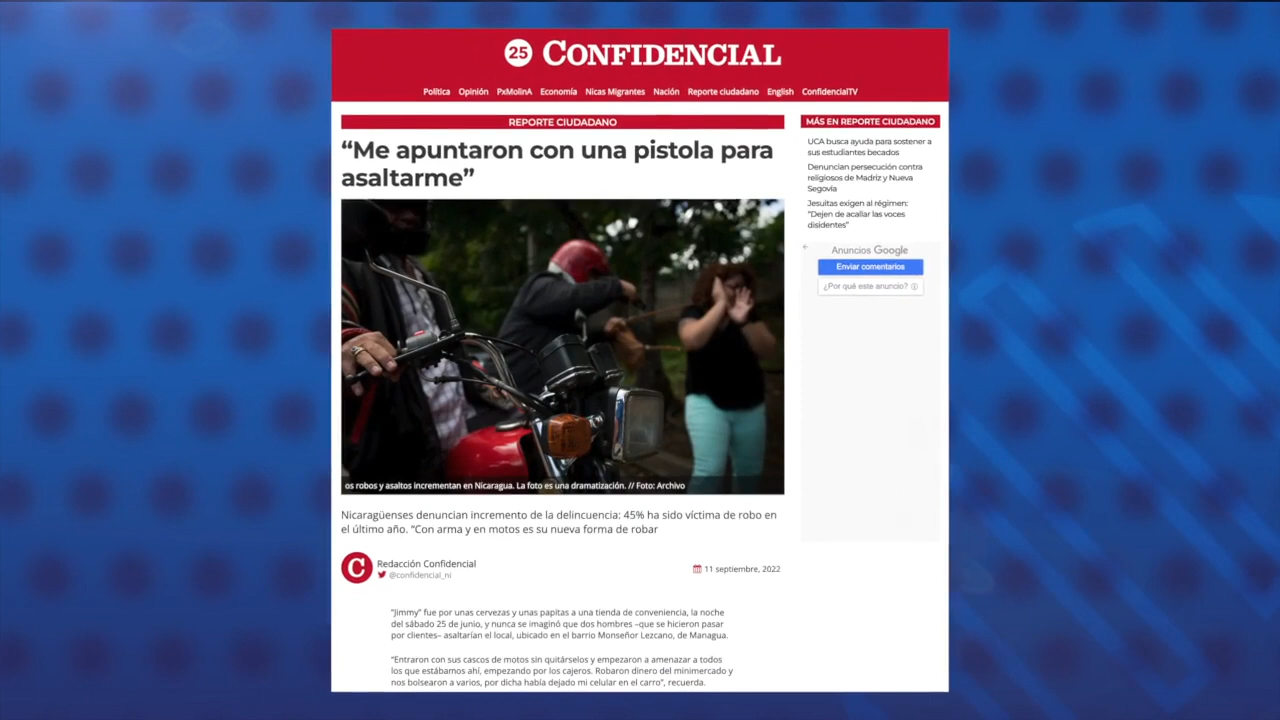 25 CONFIDENCIAL
Política Opinión PxMolinA Economía Nicas Migrantes Nación Reporte ciudadano English ConfidencialTV
REPORTE CIUDADANO
“Me apuntaron con una pistola para
asaltarme”
os robos y asaltos incrementan en Nicaragua. La foto es una dramatización. // Foto: Archivo
Nicaragüenses denuncian incremento de la delincuencia: 45% ha sido víctima de robo en
el último año. “Con arma y en motos es su nueva forma de robar
C
Redacción Confidencial
@confidencial_ni
11 septiembre, 2022
“Jimmy” fue por unas cervezas y unas papitas a una tienda de conveniencia, la noche
del sábado 25 de junio, y nunca se imaginó que dos hombres –que se hicieron pasar
por clientes– asaltarían el local, ubicado en el barrio Monseñor Lezcano, de Managua.
“Entraron con sus cascos de motos sin quitárselos y empezaron a amenazar a todos
los que estábamos ahí, empezando por los cajeros. Robaron dinero del minimercado y
nos bolsearon a varios, por dicha había dejado mi celular en el carro”, recuerda.
MÁS EN REPORTE CIUDADANO
UCA busca ayuda para sostener a
sus estudiantes becados
Denuncian persecución contra
religiosos de Madriz y Nueva
Segovia
Jesuitas exigen al régimen:
“Dejen de acallar las voces
disidentes”
Anuncios Google
Enviar comentarios
¿Por qué este anuncio?